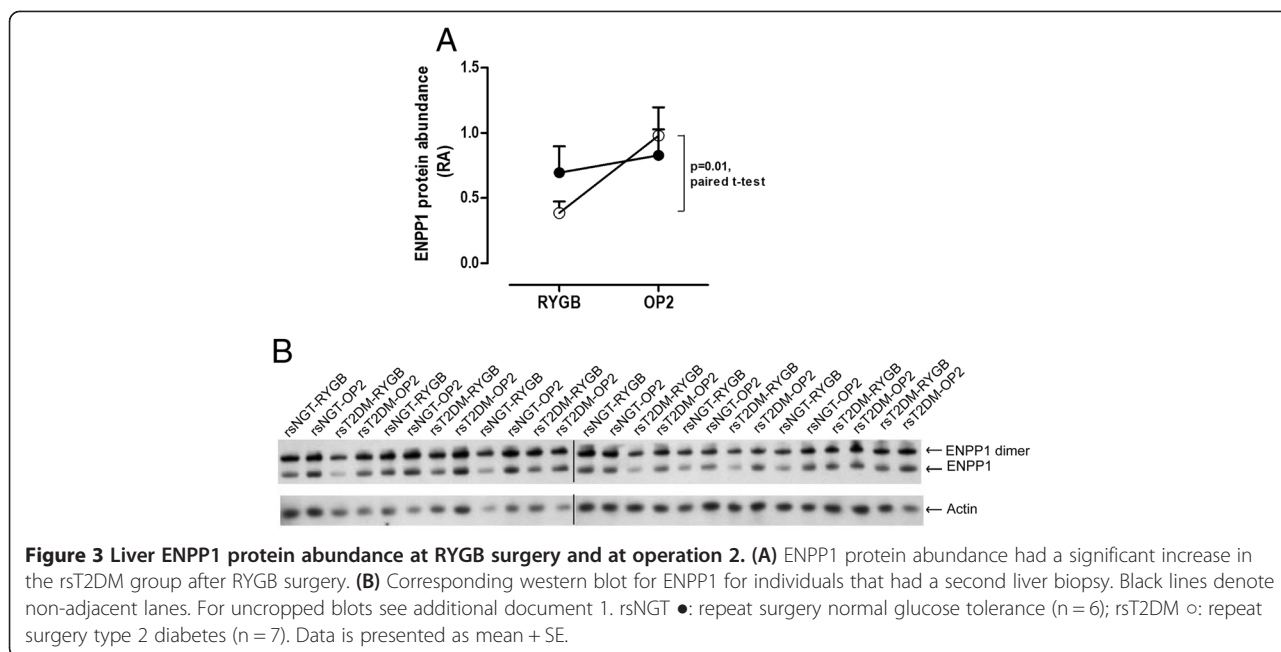 A
1.5
1.0
0.5
0.0
ENPP1 protein abundance
(RA)
p=0.01,
paired t-test
RYGB
OP2
B
rsNGT-RYGB
rsNGT-OP2
rsT2DM-RYGB
rsT2DM-OP2
rsNGT-RYGB
rsNGT-OP2
rsT2DM-RYGB
rsT2DM-OP2
rsNGT-RYGB
rsNGT-OP2
rsT2DM-RYGB
rsT2DM-OP2
rsNGT-RYGB
rsNGT-OP2
rsT2DM-RYGB
rsT2DM-OP2
rsNGT-RYGB
rsNGT-OP2
rsT2DM-RYGB
rsT2DM-OP2
rsNGT-RYGB
rsNGT-OP2
rsT2DM-RYGB
rsT2DM-OP2
rsT2DM-RYGB
rsT2DM-OP2
← ENPP1 dimer
← ENPP1
← Actin
Figure 3 Liver ENPP1 protein abundance at RYGB surgery and at operation 2. (A) ENPP1 protein abundance had a significant increase in
the rsT2DM group after RYGB surgery. (B) Corresponding western blot for ENPP1 for individuals that had a second liver biopsy. Black lines denote
non-adjacent lanes. For uncropped blots see additional document 1. rsNGT ●: repeat surgery normal glucose tolerance (n = 6); rsT2DM ○: repeat
surgery type 2 diabetes (n = 7). Data is presented as mean + SE.